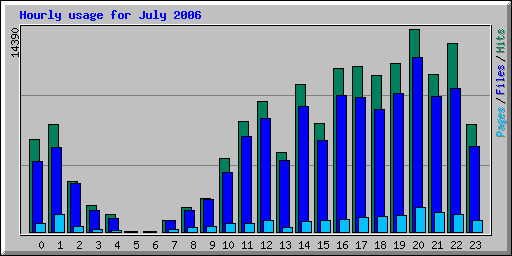 Hourly usage for July 2006
14390
Pages/Files/Hits
0 1 2 3 4 5 6 7 8 9 10 11 12 13 14 15 16 17 18 19 20 21 22 23